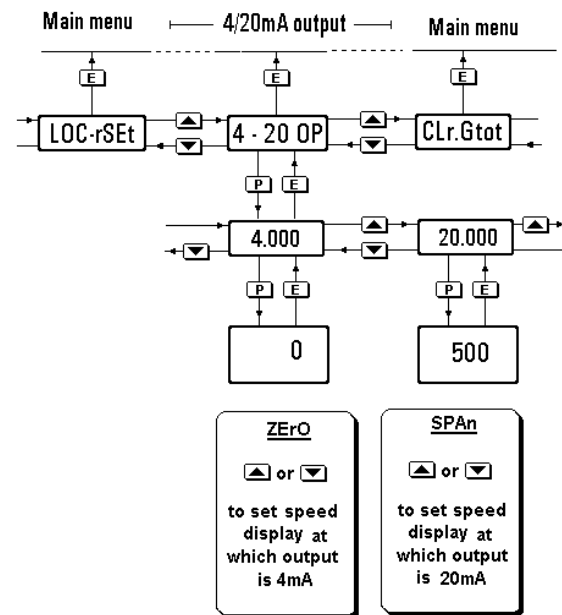 Main menu
4/20mA output
Main menu
E
E
E
LOC-rSEt
4 - 20 OP
CLr.Gtot
P
E
4.000
20.000
P
E
P
E
0
500
ZErO
or
to set speed
display at
which output
is 4mA
SPAn
or
to set speed
display at
which output
is 20mA